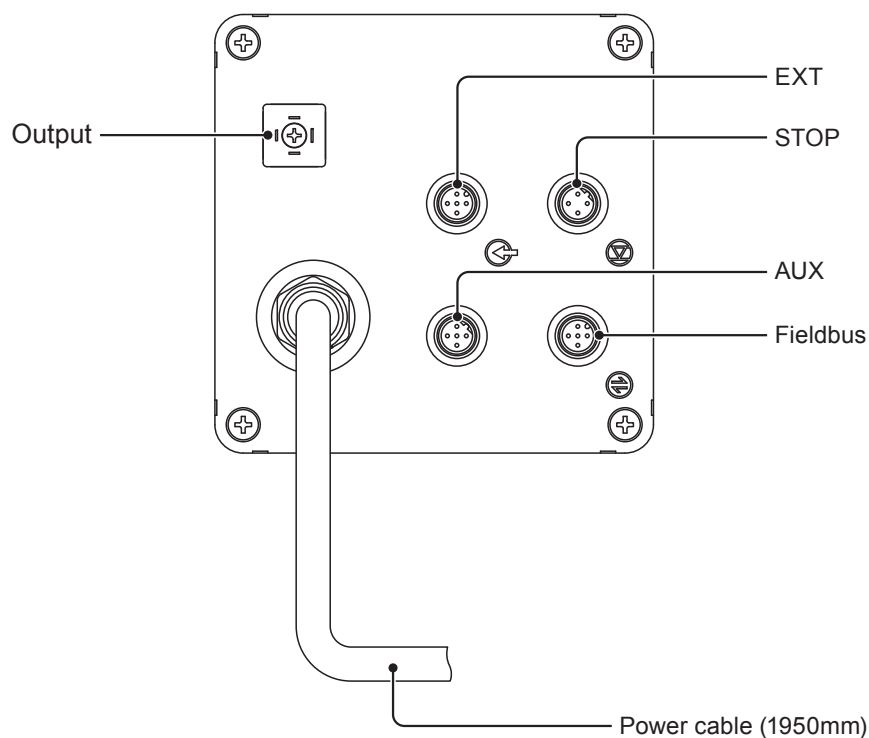 EXT
Output
STOP
AUX
Fieldbus
Power cable (1950mm)